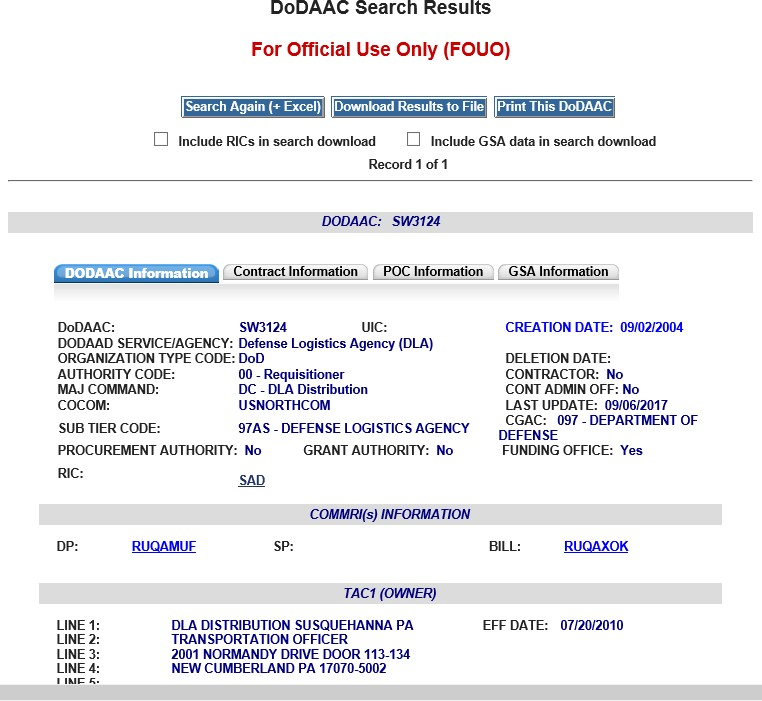 DoDAAC Search Results
For Official Use Only (FOUO)
Search Again (+ Excel) Download Results to File Print This DoDAAC
Include RICs in search download Include GSA data in search download
Record 1 of 1
DODAAC: SW3124
DODAAC Information Contract Information POC Information GSA Information
DoDAAC: SW3124 UIC: CREATION DATE: 09/02/2004
DODAAD SERVICE/AGENCY: Defense Logistics Agency (DLA)
ORGANIZATION TYPE CODE: DoD DELETION DATE:
AUTHORITY CODE: 00 - Requisitioner CONTRACTOR: No
MAJ COMMAND: DC - DLA Distribution CONT ADMIN OFF: No
COCOM: USNORTHCOM LAST UPDATE: 09/06/2017
SUB TIER CODE: 97AS - DEFENSE LOGISTICS AGENCY CGAC: 097 - DEPARTMENT OF
DEFENSE
PROCUREMENT AUTHORITY: No GRANT AUTHORITY: No FUNDING OFFICE: Yes
RIC: SAD
COMMRI(s) INFORMATION
DP: RUQAMUF SP: BILL: RUQAXOK
TAC1 (OWNER)
LINE 1: DLA DISTRIBUTION SUSQUEHANNA PA EFF DATE: 07/20/2010
LINE 2: TRANSPORTATION OFFICER
LINE 3: 2001 NORMANDY DRIVE DOOR 113-134
LINE 4: NEW CUMBERLAND PA 17070-5002
LINE 5: